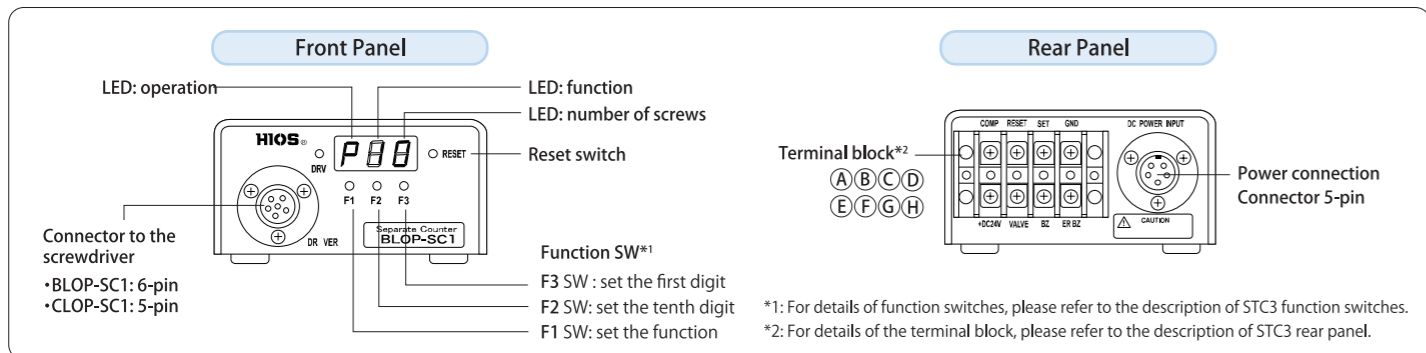 Front Panel
LED: operation
LED: function
LED: number of screws
Reset switch
HIOS®
P 8 8
DRV
RESET
F1 F2 F3
DR VER
Separate Counter
BLOP-SC1
Connector to the
screwdriver
•BLOP-SC1: 6-pin
•CLOP-SC1: 5-pin
Function SW*1
F3 SW : set the first digit
F2 SW: set the tenth digit
F1 SW: set the function
Rear Panel
COMP RESET SET GND
DC POWER INPUT
Terminal block*2
Ⓐ Ⓑ Ⓒ Ⓓ
Ⓔ Ⓕ Ⓖ Ⓗ
+DC24V VALVE BZ ER BZ
CAUTION
Power connection
Connector 5-pin
*1: For details of function switches, please refer to the description of STC3 function switches.
*2: For details of the terminal block, please refer to the description of STC3 rear panel.